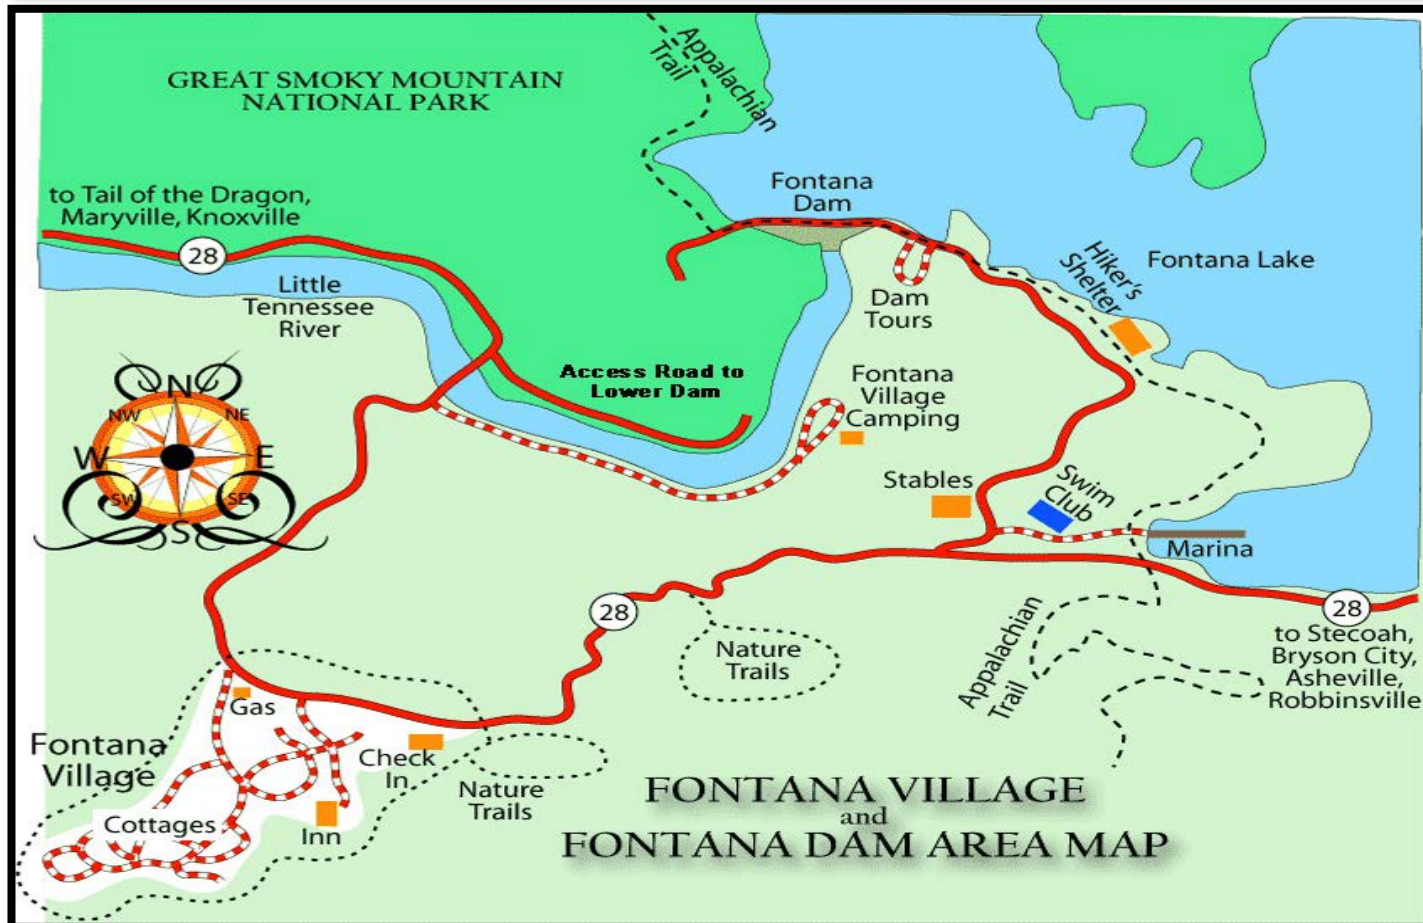 GREAT SMOKY MOUNTAIN
NATIONAL PARK
Appalachian
Trail
to Tail of the Dragon,
Maryville, Knoxville
28
Fontana
Dam
Little
Tennessee
River
Hiker's
Shelter
Fontana Lake
Dam
Tours
Access Road to
Lower Dam
Fontana
Village
Camping
N
NW
NE
W
E
SW
SE
S
Stables
Swim
Club
Marina
28
28
to Stecoah,
Bryson City,
Asheville,
Robbinsville
Appalachian
Trail
Nature
Trails
Gas
Fontana
Village
Check
In
Nature
Trails
Cottages
Inn
FONTANA VILLAGE
and
FONTANA DAM AREA MAP